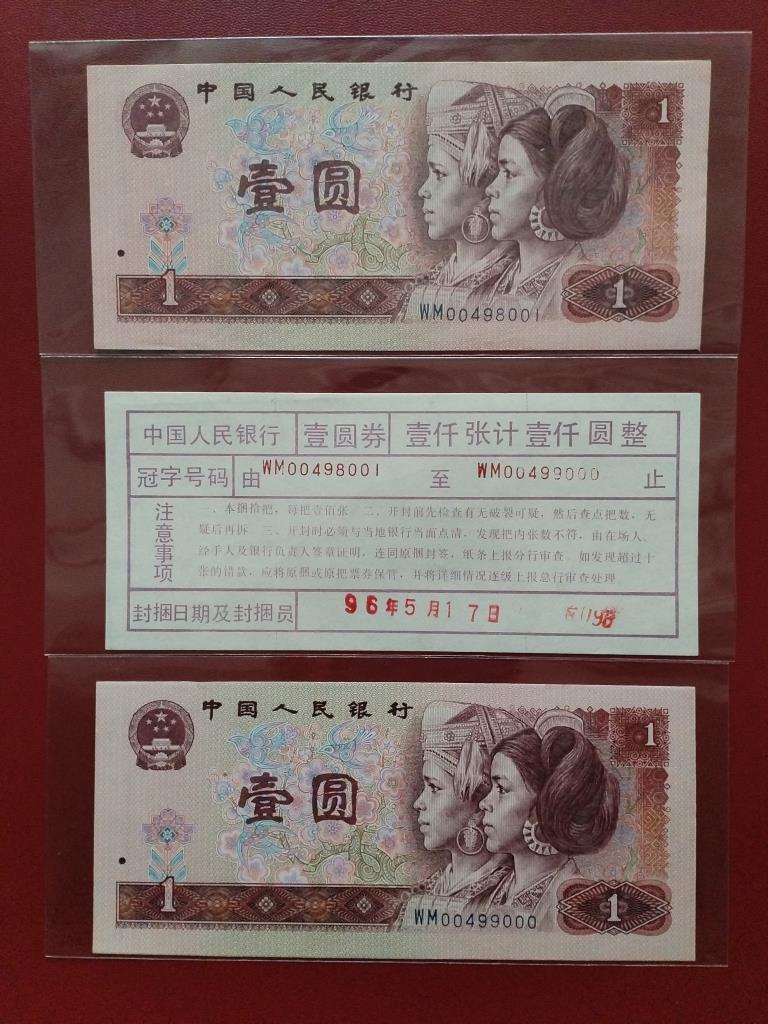 中国人民银行
1
壹圆
1
1
WM00498001
中国人民银行 壹圆券 壹仟张计壹仟圆整
冠字号码 由 WM00498001 至 WM00499000 止
注意事项
一、本捆拾把，每把壹佰张 二、开封前先检查有无破裂可疑，然后查点把数，无
疑后再拆 三、开封时必须与当地银行当面点清，发现把内张数不符，由在场人、
经手人及银行负责人签章证明，连同原捆封签，纸条上报分行审查 如发现超过十
张的错款，应将原捆或原把票券保管，并将详细情况逐级上报总行审查处理
封捆日期及封捆员 96年5月17日
中国人民银行
1
壹圆
1
1
WM00499000